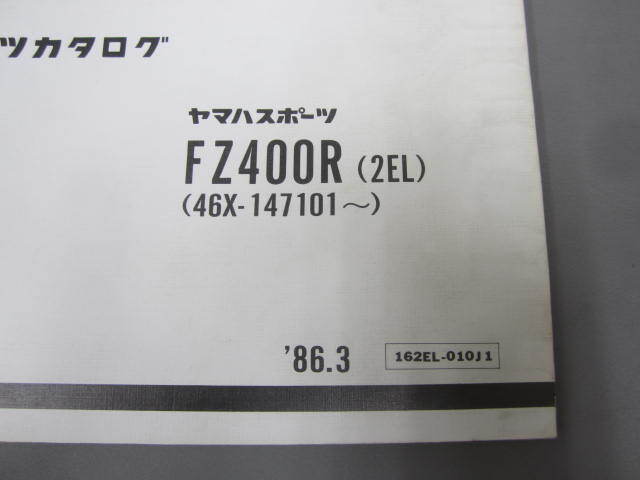 ツカタログ
ヤマハスポーツ
FZ400R (2EL)
(46X-147101～)
'86.3
162EL-010J1